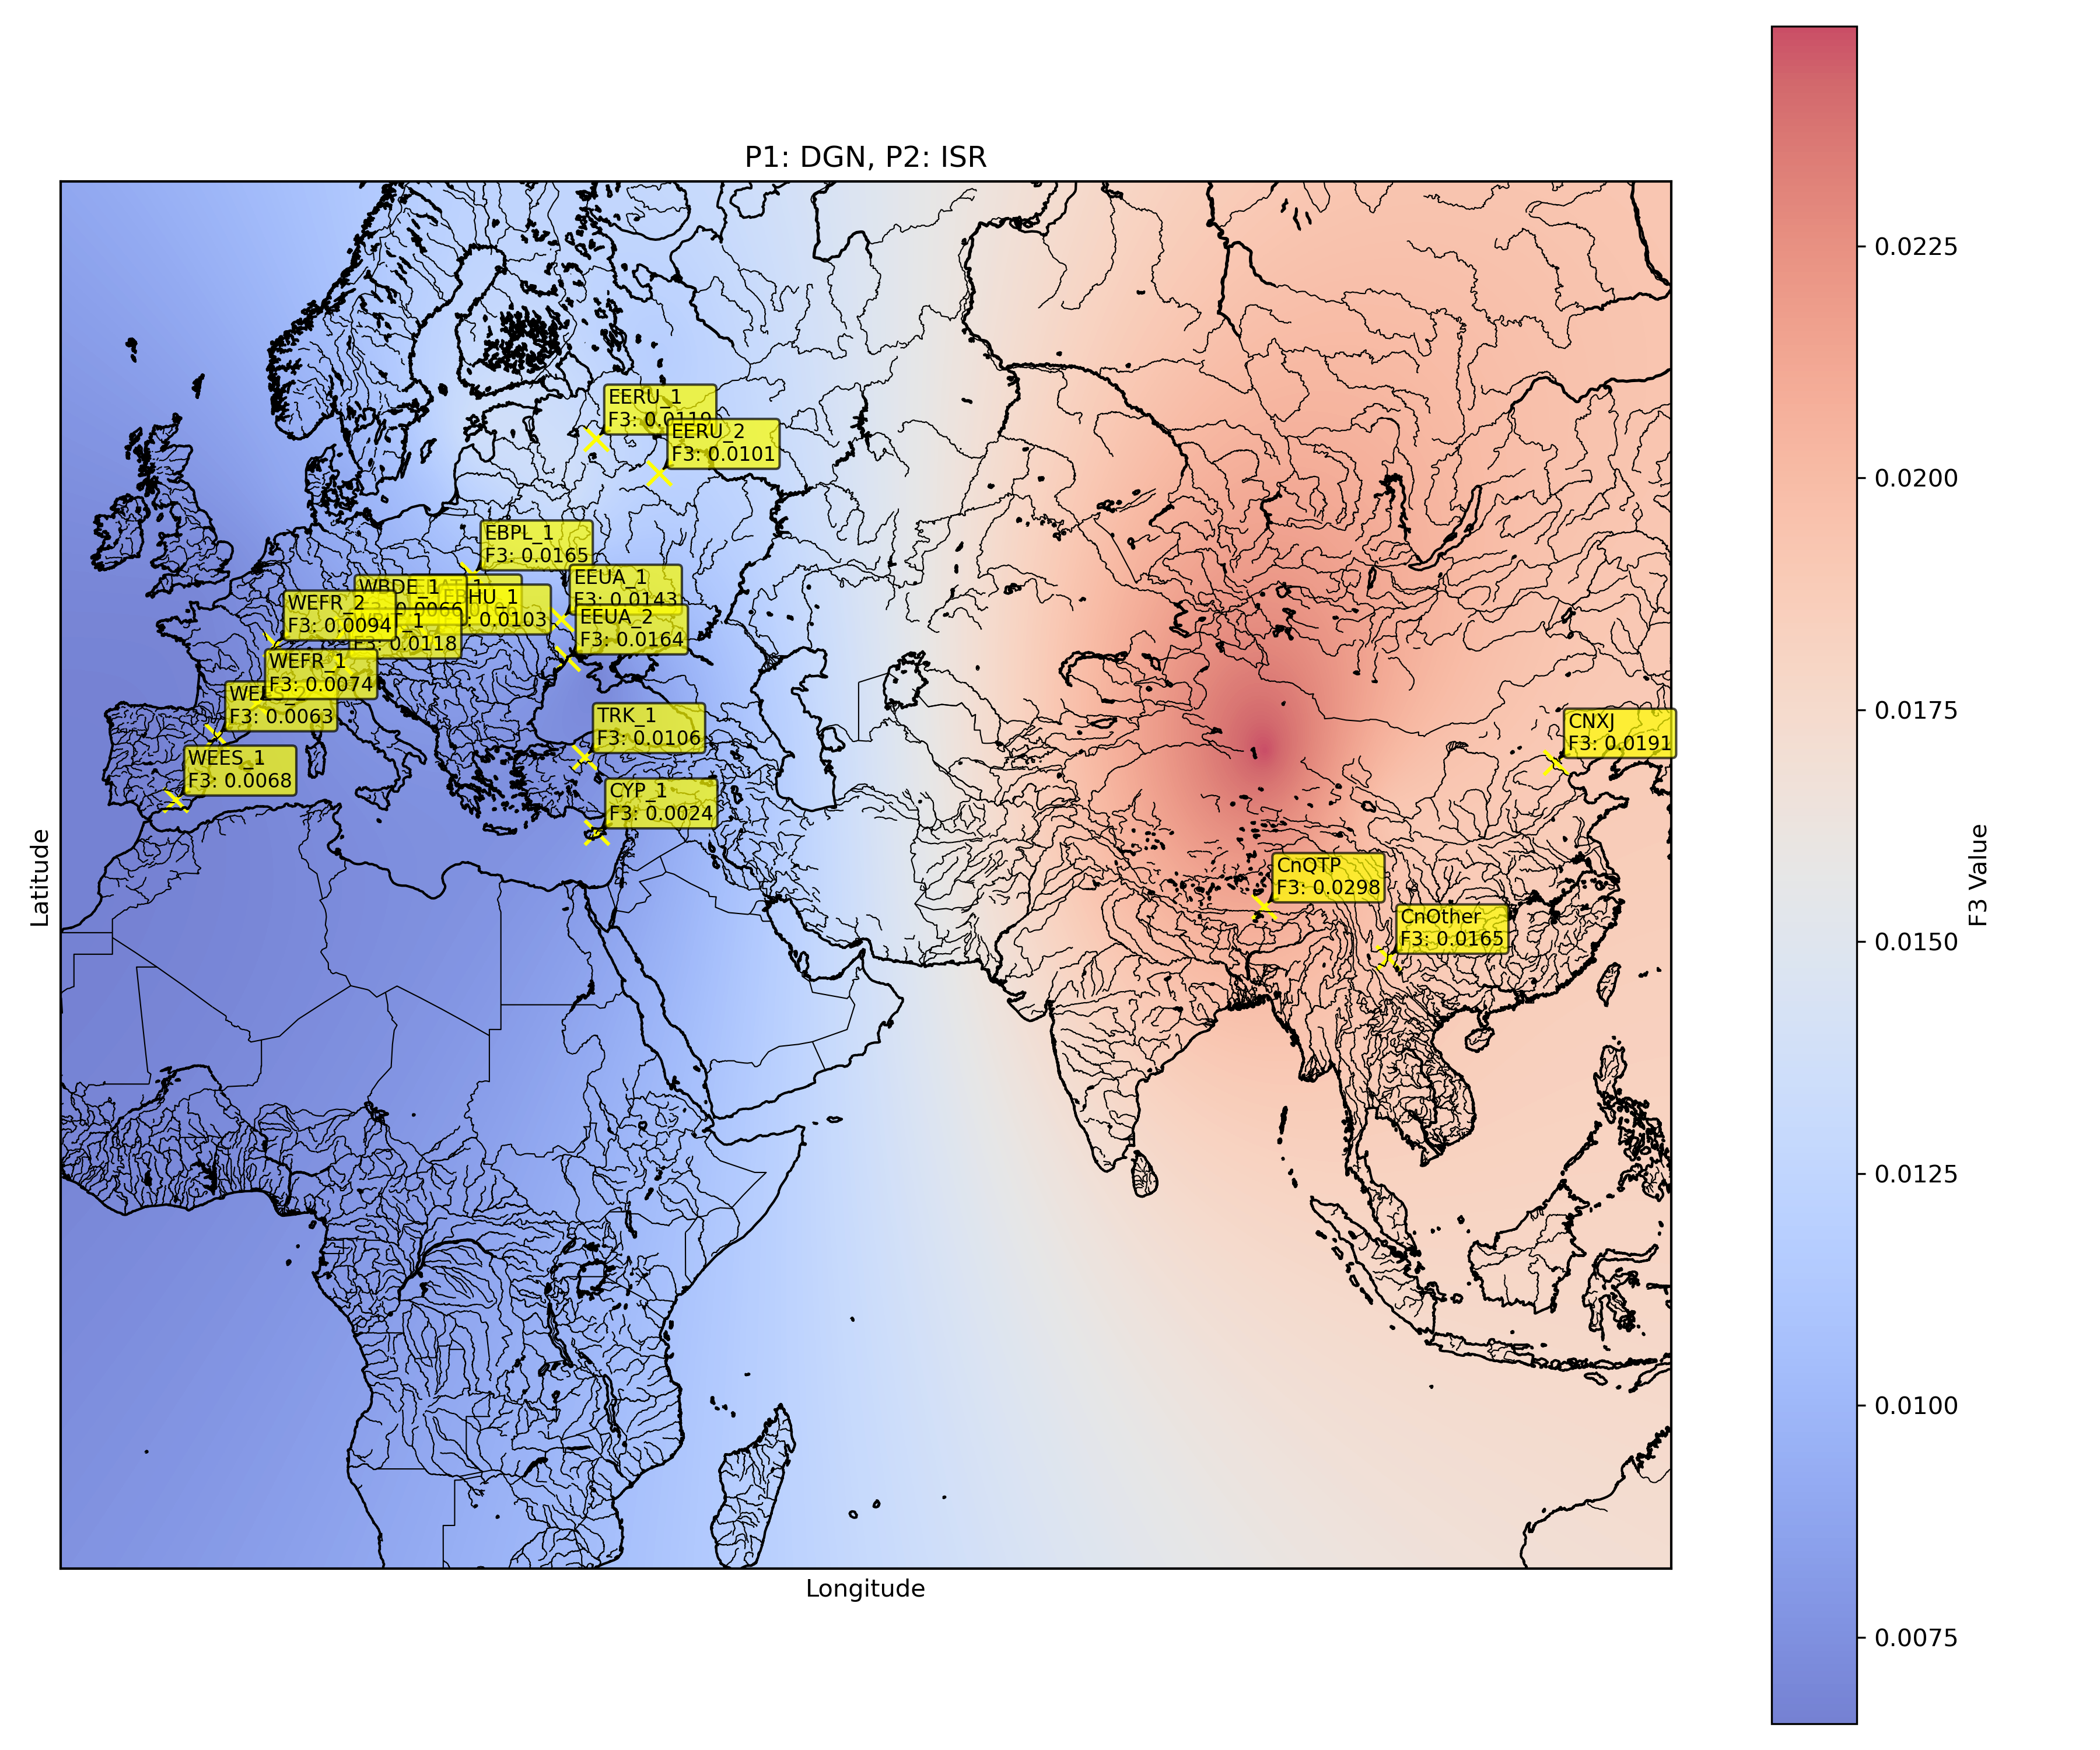 P1: DGN, P2: ISR
EERU_1
F3: 0.0119
EERU_2
F3: 0.0101
EBPL_1
F3: 0.0165
EEUA_1
F3: 0.0143
EEUA_2
F3: 0.0164
WBDE_1
F3: 0.0066
HU_1
0.0103
WEFR_2
F3: 0.0094
_1
F3: 0.0118
WEFR_1
F3: 0.0074
F3: 0.0063
WEES_1
F3: 0.0068
TRK_1
F3: 0.0106
CYP_1
F3: 0.0024
CNXJ
F3: 0.0191
CnQTP
F3: 0.0298
CnOther
F3: 0.0165
Latitude
Longitude
0.0225
0.0200
0.0175
0.0150
0.0125
0.0100
0.0075
F3 Value